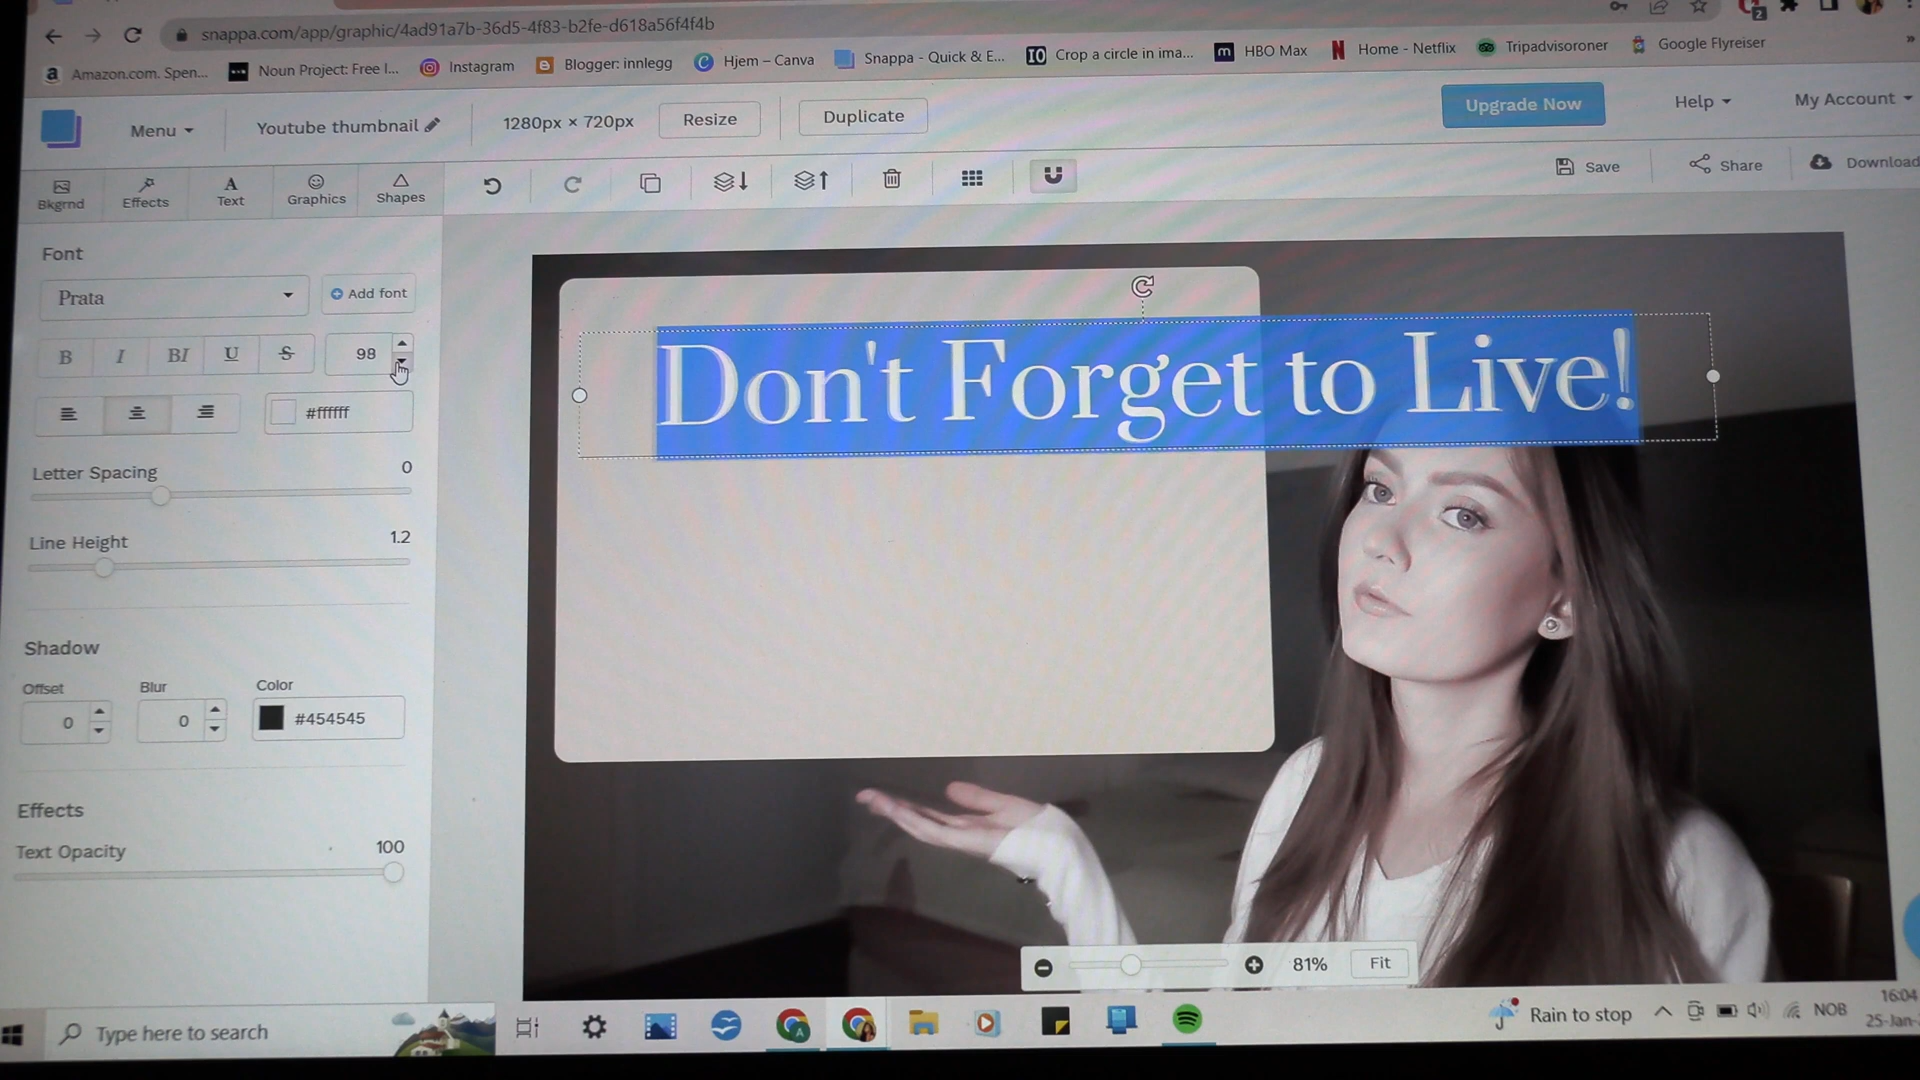 snappa.com/app/graphic/4ad91a7b-36d5-4f83-b2fe-d618a56f4f4b
2
a Amazon.com. Spen... Noun Project: Free I... Instagram Blogger: innlegg Hjem – Canva Snappa - Quick & E... IO Crop a circle in ima... m HBO Max N Home - Netflix Tripadvisoroner Google Flyreiser »
Menu Youtube thumbnail 1280px × 720px Resize Duplicate Upgrade Now Help My Account
Bkgrnd Effects Text Graphics Shapes Save Share Download
Font
Prata Add font
B I BI U S 98
#ffffff
Letter Spacing 0
Line Height 1.2
Shadow
Offset Blur Color
0 0 #454545
Effects
Text Opacity 100
Don't Forget to Live!
81% Fit
Type here to search Rain to stop NOB 16:04
25-Jan-